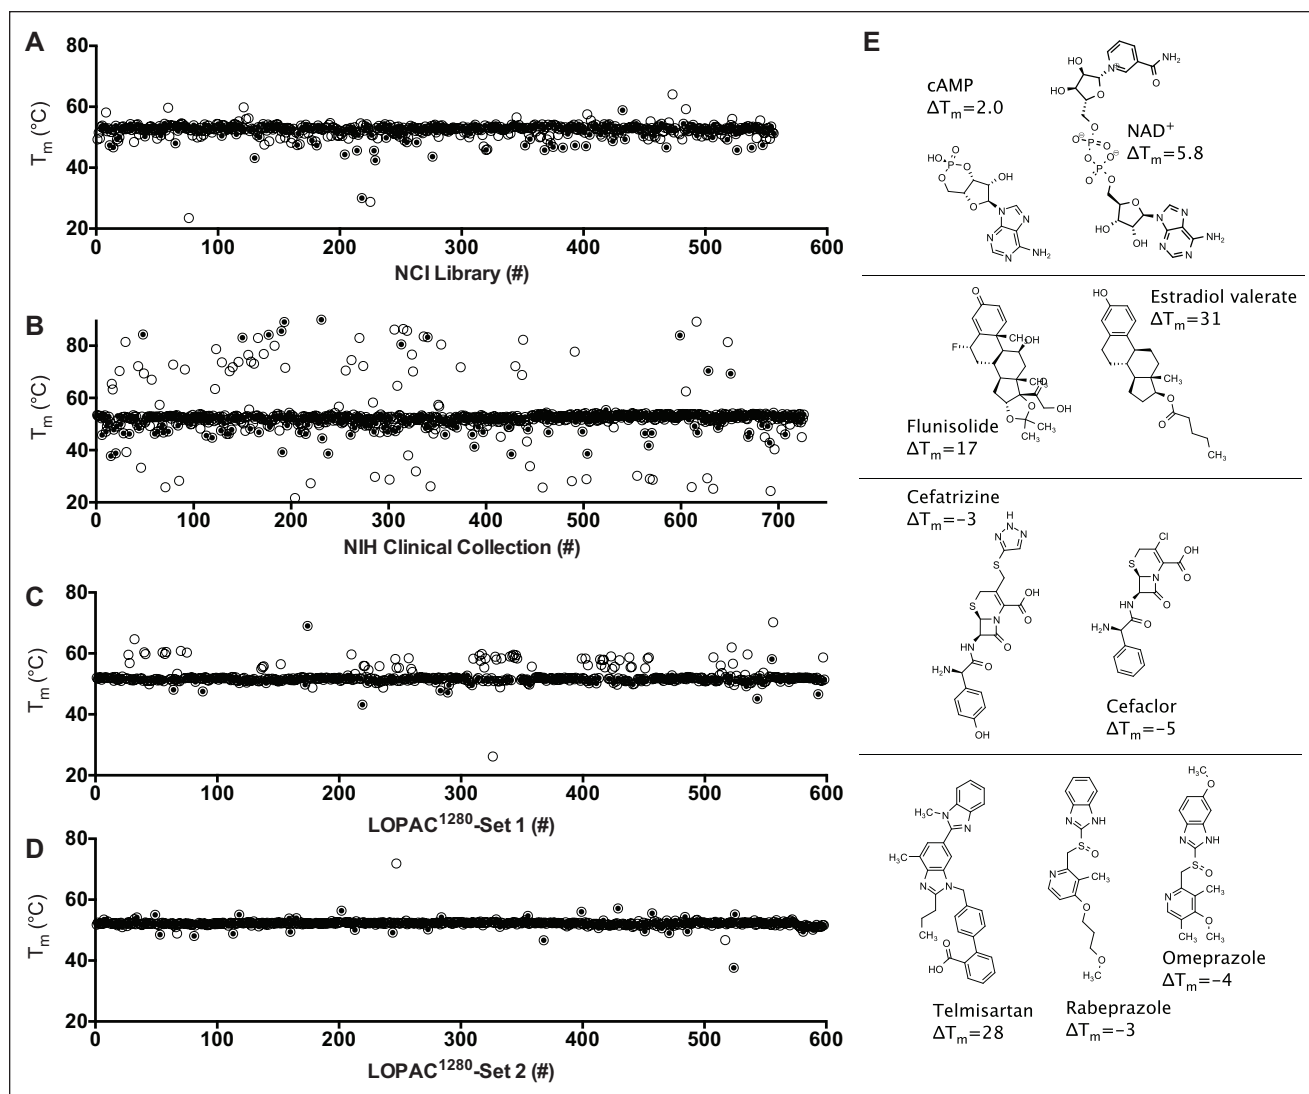 A
80
60
40
20
Tm (°C)
0 100 200 300 400 500 600
NCI Library (#)
B
80
60
40
20
Tm (°C)
0 100 200 300 400 500 600 700
NIH Clinical Collection (#)
C
80
60
40
20
Tm (°C)
0 100 200 300 400 500 600
LOPAC1280-Set 1 (#)
D
80
60
40
20
Tm (°C)
0 100 200 300 400 500 600
LOPAC1280-Set 2 (#)
E
cAMP
ΔTm=2.0
NAD+
ΔTm=5.8
Flunisolide
ΔTm=17
Estradiol valerate
ΔTm=31
Cefatrizine
ΔTm=-3
Cefaclor
ΔTm=-5
Telmisartan
ΔTm=28
Rabeprazole
ΔTm=-3
Omeprazole
ΔTm=-4